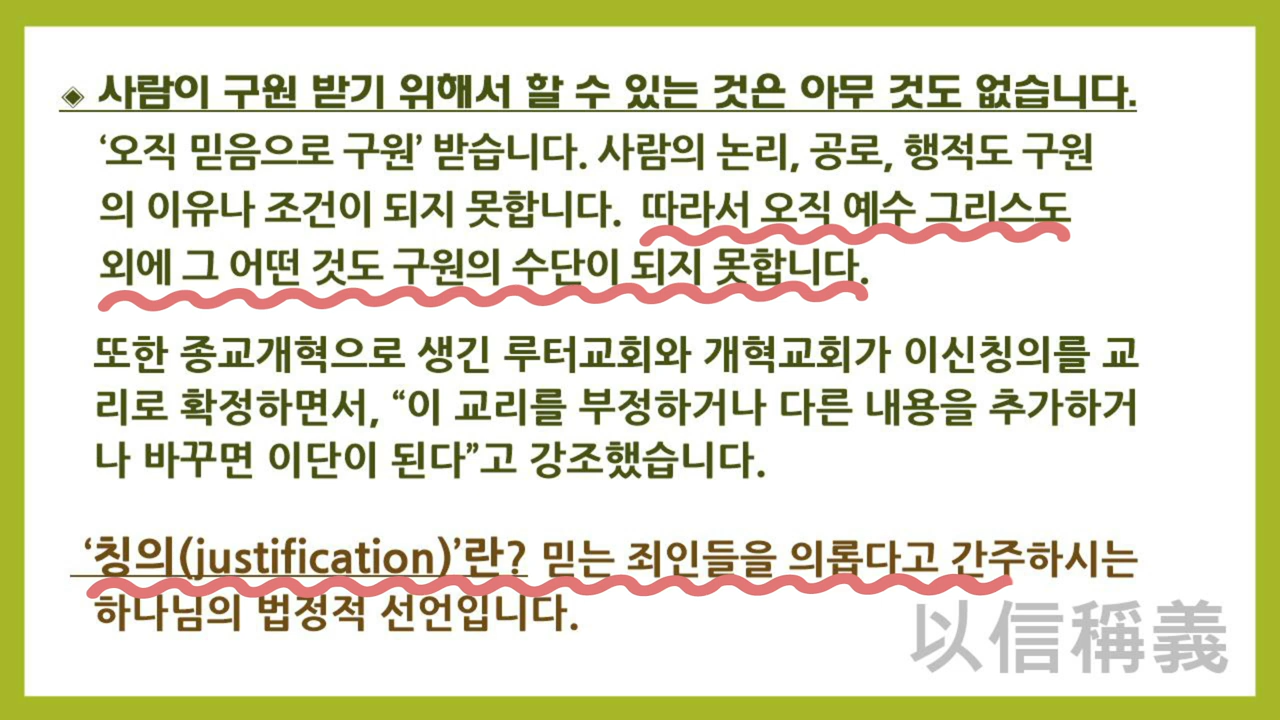 ◈ 사람이 구원 받기 위해서 할 수 있는 것은 아무 것도 없습니다.
‘오직 믿음으로 구원’ 받습니다. 사람의 논리, 공로, 행적도 구원
의 이유나 조건이 되지 못합니다. 따라서 오직 예수 그리스도
외에 그 어떤 것도 구원의 수단이 되지 못합니다.
또한 종교개혁으로 생긴 루터교회와 개혁교회가 이신칭의를 교
리로 확정하면서, “이 교리를 부정하거나 다른 내용을 추가하거
나 바꾸면 이단이 된다”고 강조했습니다.
‘칭의(justification)’란? 믿는 죄인들을 의롭다고 간주하시는
하나님의 법정적 선언입니다.
以信稱義